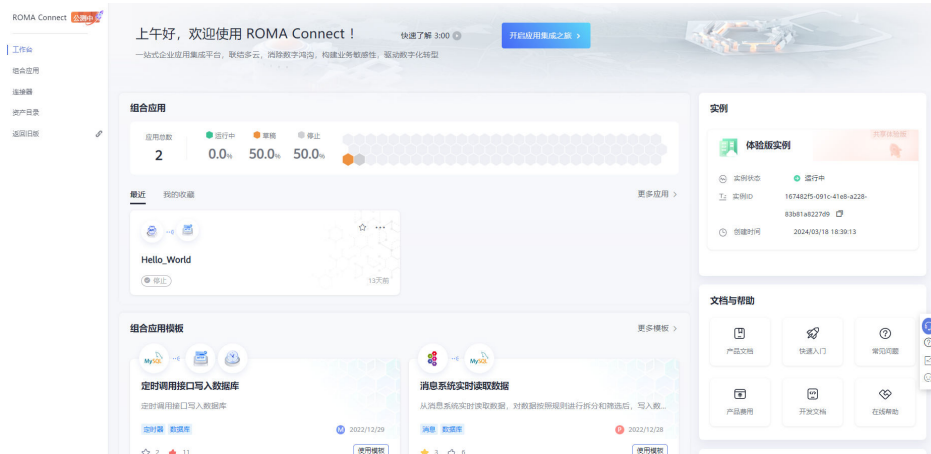 ROMA Connect 公测中
工作台
组合应用
连接器
资产目录
返回旧版
上午好，欢迎使用 ROMA Connect！ 快速了解 3:00 开启应用集成之旅 >
一站式企业应用集成平台，联结多云，消除数字鸿沟，构建业务敏感性，驱动数字化转型
组合应用
应用总数 运行中 草稿 停止
2 0.0% 50.0% 50.0%
最近 我的收藏 更多应用 >
Hello_World
停止 13天前
组合应用模板 更多模板 >
MySQL
定时调用接口写入数据库
定时调用接口写入数据库
定时器 数据库 M 2022/12/29
2 11 使用模板
MySQL
消息系统实时读取数据
从消息系统实时读取数据，对数据按照规则进行拆分和筛选后，写入数...
消息 数据库 P 2022/12/28
3 6 使用模板
实例
共享体验版
体验版实例
实例状态 运行中
实例ID 167482f5-091c-41e8-a228-
83b81a8227d9
创建时间 2024/03/18 18:39:13
文档与帮助
产品文档 快速入门 常见问题
产品费用 开发文档 在线帮助